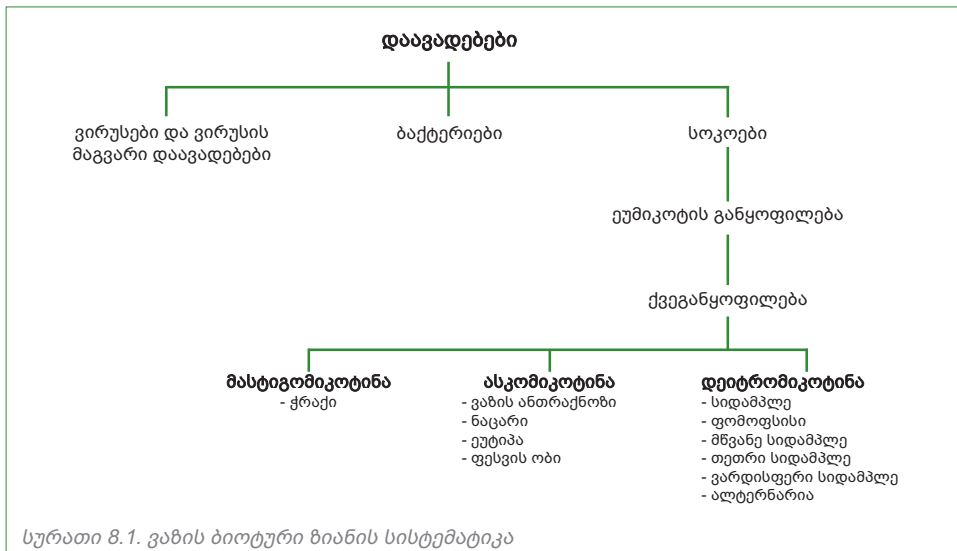 დაავადებები
ვირუსები და ვირუსის
მაგვარი დაავადებები
ბაქტერიები
სოკოები
ეუმიკოტის განყოფილება
ქვეგანყოფილება
მასტიგომიკოტინა
- ჭრაქი
ასკომიკოტინა
- ვაზის ანთრაქნოზი
- ნაცარი
- ეუტიპა
- ფესვის ობი
დეიტრომიკოტინა
- სიდამპლე
- ფომოფსისი
- მწვანე სიდამპლე
- თეთრი სიდამპლე
- ვარდისფერი სიდამპლე
- ალტერნარია
სურათი 8.1. ვაზის ბიოტური ზიანის სისტემატიკა